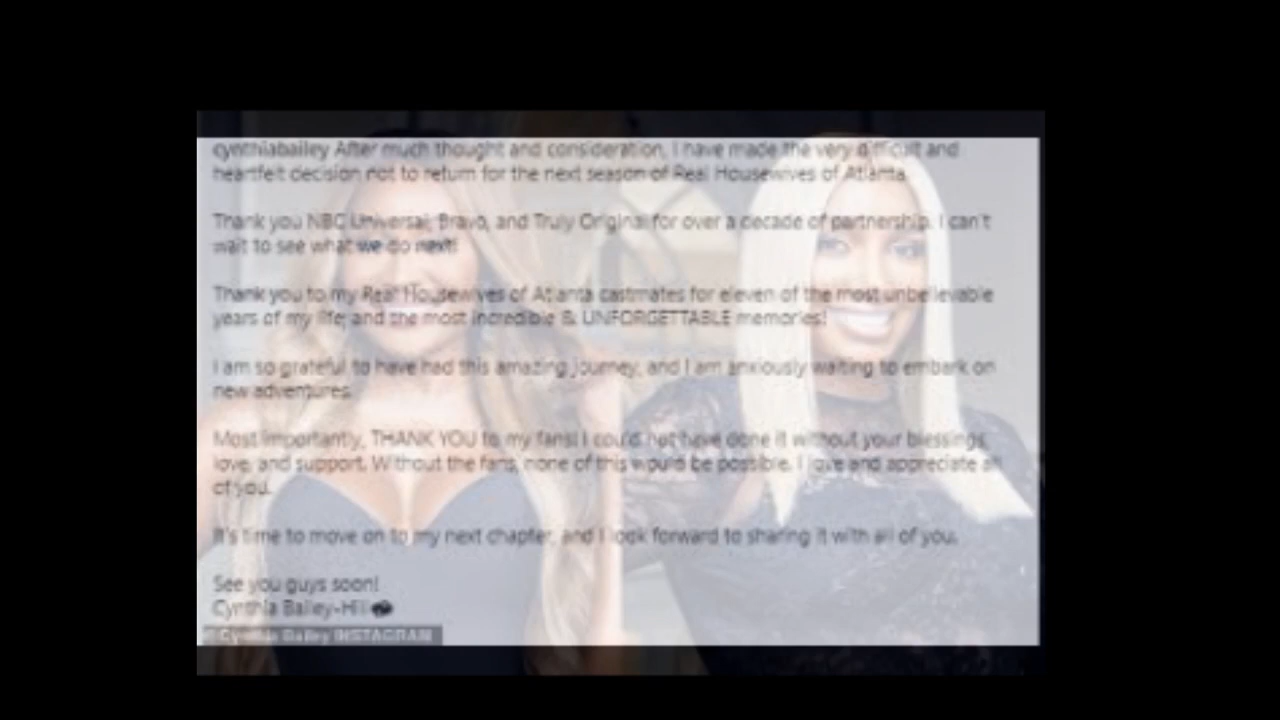 cynthiabailey After much thought and consideration, I have made the very difficult and
heartfelt decision not to return for the next season of Real Housewives of Atlanta.
Thank you NBC Universal, Bravo, and Truly Original for over a decade of partnership. I can't
wait to see what we do next!
Thank you to my Real Housewives of Atlanta castmates for eleven of the most unbelievable
years of my life, and the most incredible & UNFORGETTABLE memories!
I am so grateful to have had this amazing journey, and I am anxiously waiting to embark on
new adventures.
Most importantly, THANK YOU to my fans! I could not have done it without your blessings,
love, and support. Without the fans, none of this would be possible. I love and appreciate all
of you.
It's time to move on to my next chapter, and I look forward to sharing it with all of you.
See you guys soon!
Cynthia Bailey-Hill
Cynthia Bailey INSTAGRAM